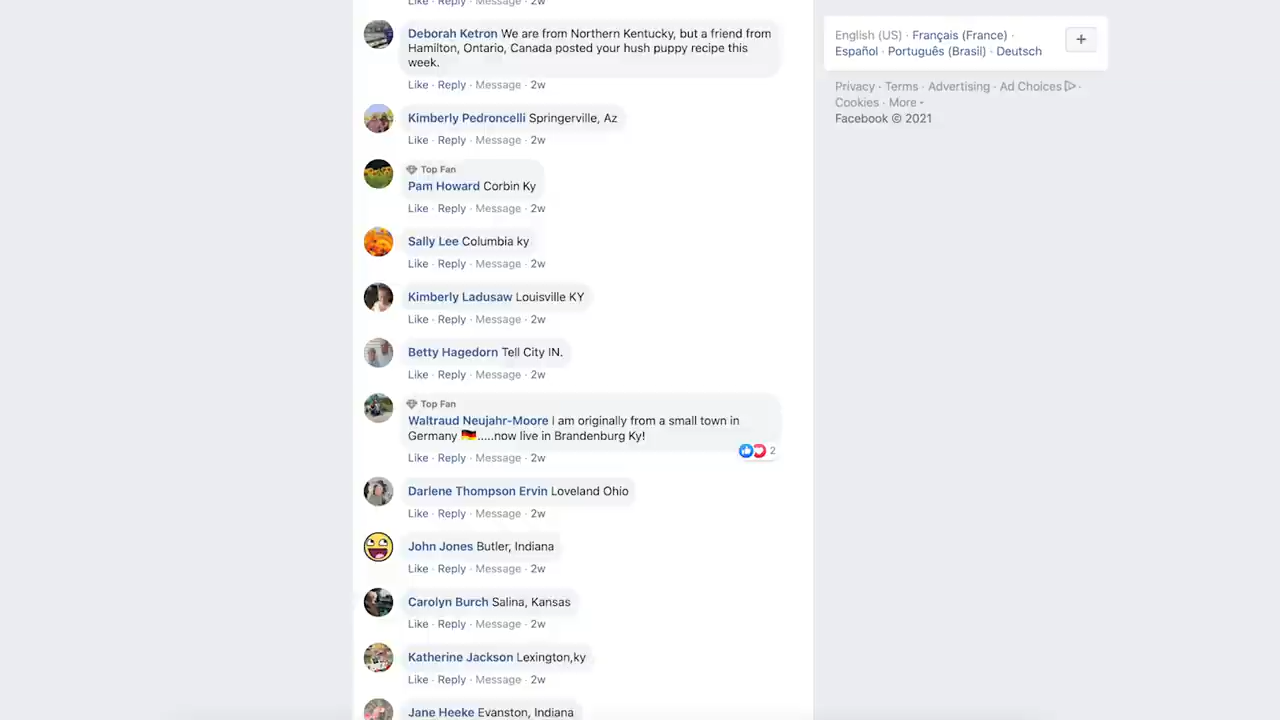 Like · Reply · Message · 2w
Deborah Ketron We are from Northern Kentucky, but a friend from
Hamilton, Ontario, Canada posted your hush puppy recipe this
week.
Like · Reply · Message · 2w
Kimberly Pedroncelli Springerville, Az
Like · Reply · Message · 2w
Top Fan
Pam Howard Corbin Ky
Like · Reply · Message · 2w
Sally Lee Columbia ky
Like · Reply · Message · 2w
Kimberly Ladusaw Louisville KY
Like · Reply · Message · 2w
Betty Hagedorn Tell City IN.
Like · Reply · Message · 2w
Top Fan
Waltraud Neujahr-Moore I am originally from a small town in
Germany 🇩🇪.....now live in Brandenburg Ky!
2
Like · Reply · Message · 2w
Darlene Thompson Ervin Loveland Ohio
Like · Reply · Message · 2w
John Jones Butler, Indiana
Like · Reply · Message · 2w
Carolyn Burch Salina, Kansas
Like · Reply · Message · 2w
Katherine Jackson Lexington,ky
Like · Reply · Message · 2w
Jane Heeke Evanston, Indiana
English (US) · Français (France) ·
Español · Português (Brasil) · Deutsch
+
Privacy · Terms · Advertising · Ad Choices ·
Cookies · More ·
Facebook © 2021